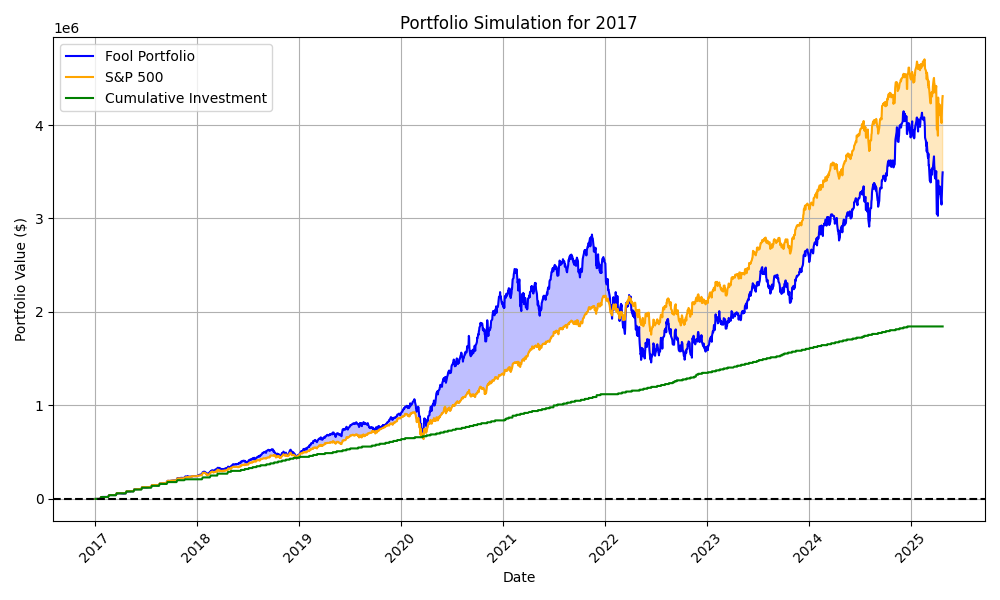 Portfolio Simulation for 2017
1e6
Fool Portfolio
S&P 500
Cumulative Investment
Portfolio Value ($)
4
3
2
1
0
2017
2018
2019
2020
2021
2022
2023
2024
2025
Date